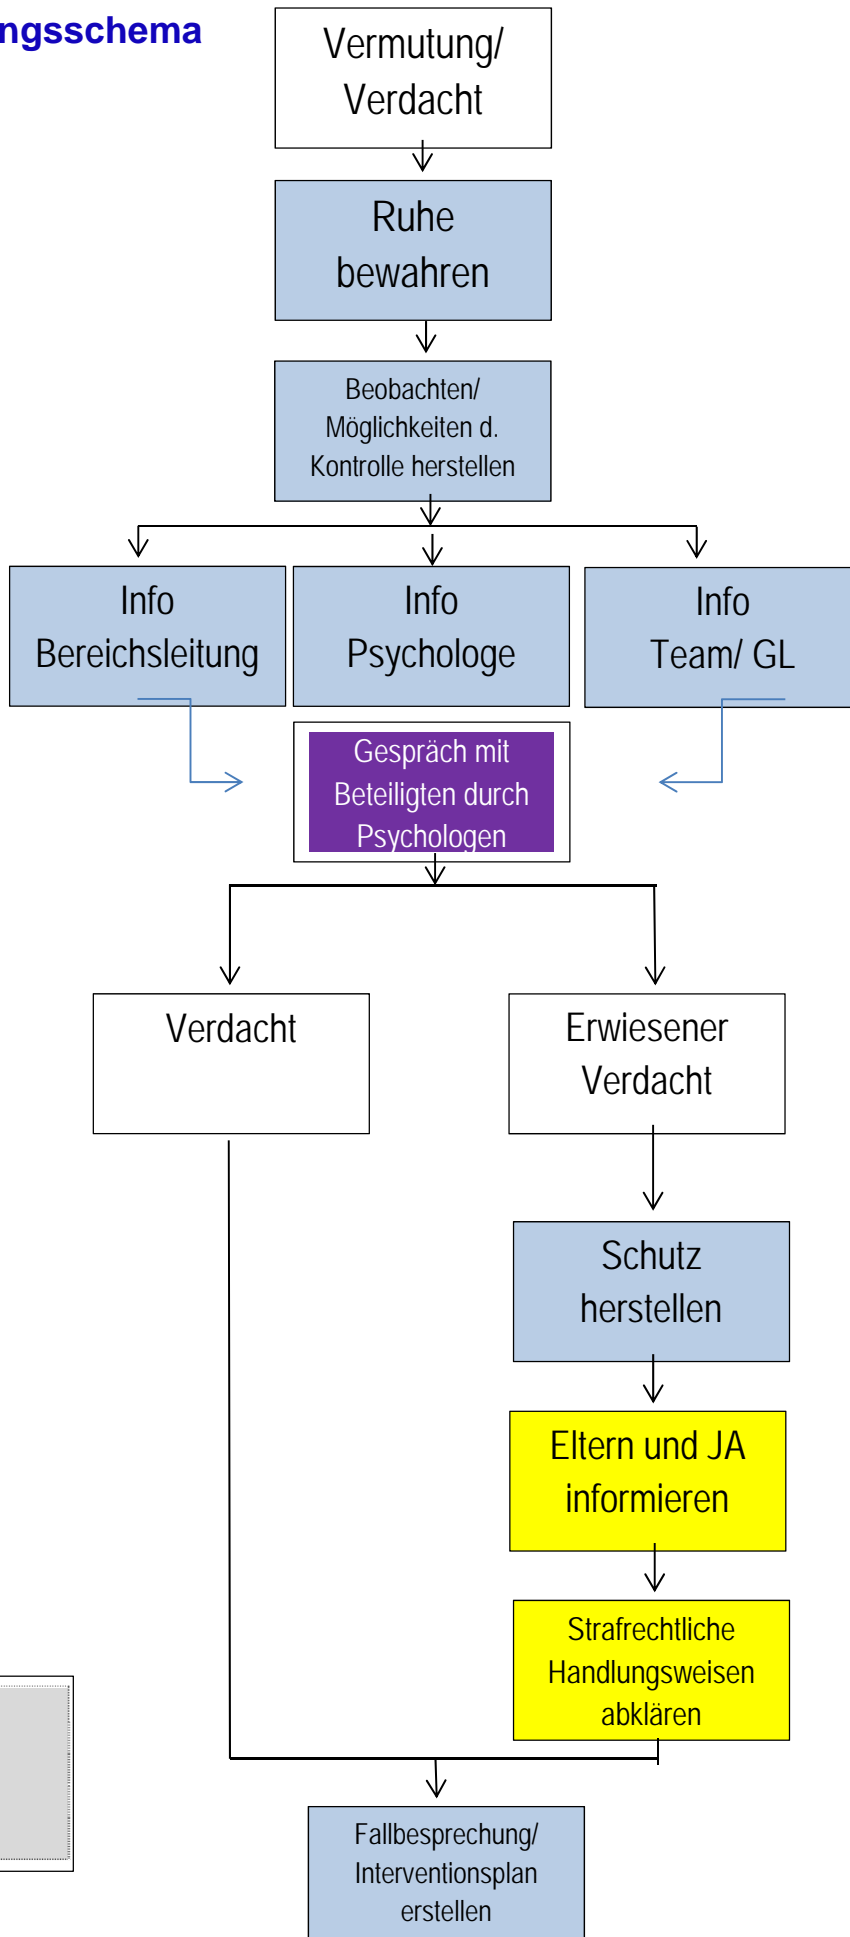 ngsschema
Vermutung/
Verdacht
Ruhe
bewahren
Beobachten/
Möglichkeiten d.
Kontrolle herstellen
Info
Bereichsleitung
Info
Psychologe
Info
Team/ GL
Gespräch mit
Beteiligten durch
Psychologen
Verdacht
Erwiesener
Verdacht
Schutz
herstellen
Eltern und JA
informieren
Strafrechtliche
Handlungsweisen
abklären
Fallbesprechung/
Interventionsplan
erstellen